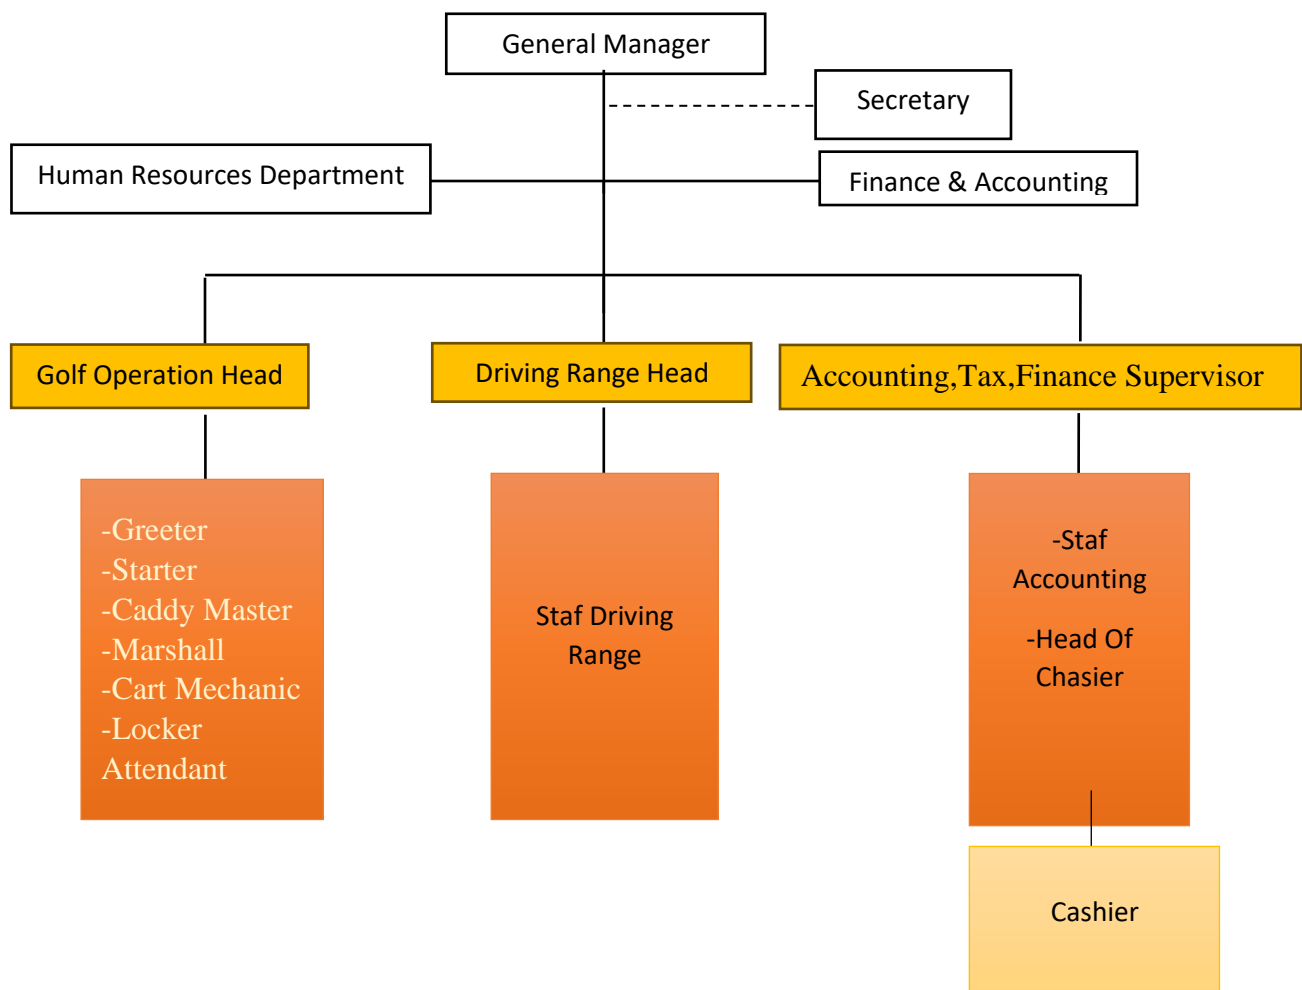 General Manager
Secretary
Human Resources Department
Finance & Accounting
Golf Operation Head
Driving Range Head
Accounting,Tax,Finance Supervisor
-Greeter
-Starter
-Caddy Master
-Marshall
-Cart Mechanic
-Locker
Attendant
Staf Driving
Range
-Staf
Accounting
-Head Of
Chasier
Cashier